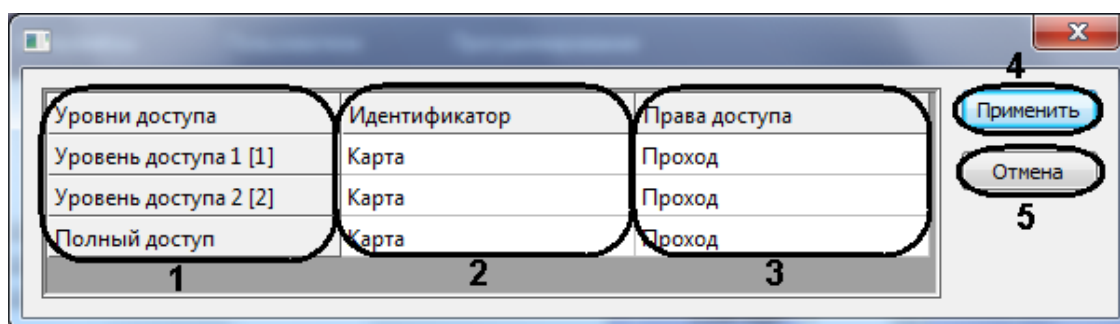 4
Уровни доступа Идентификатор Права доступа Применить
Уровень доступа 1 [1] Карта Проход
Отмена
Уровень доступа 2 [2] Карта Проход
5
Полный доступ Карта Проход
1 2 3